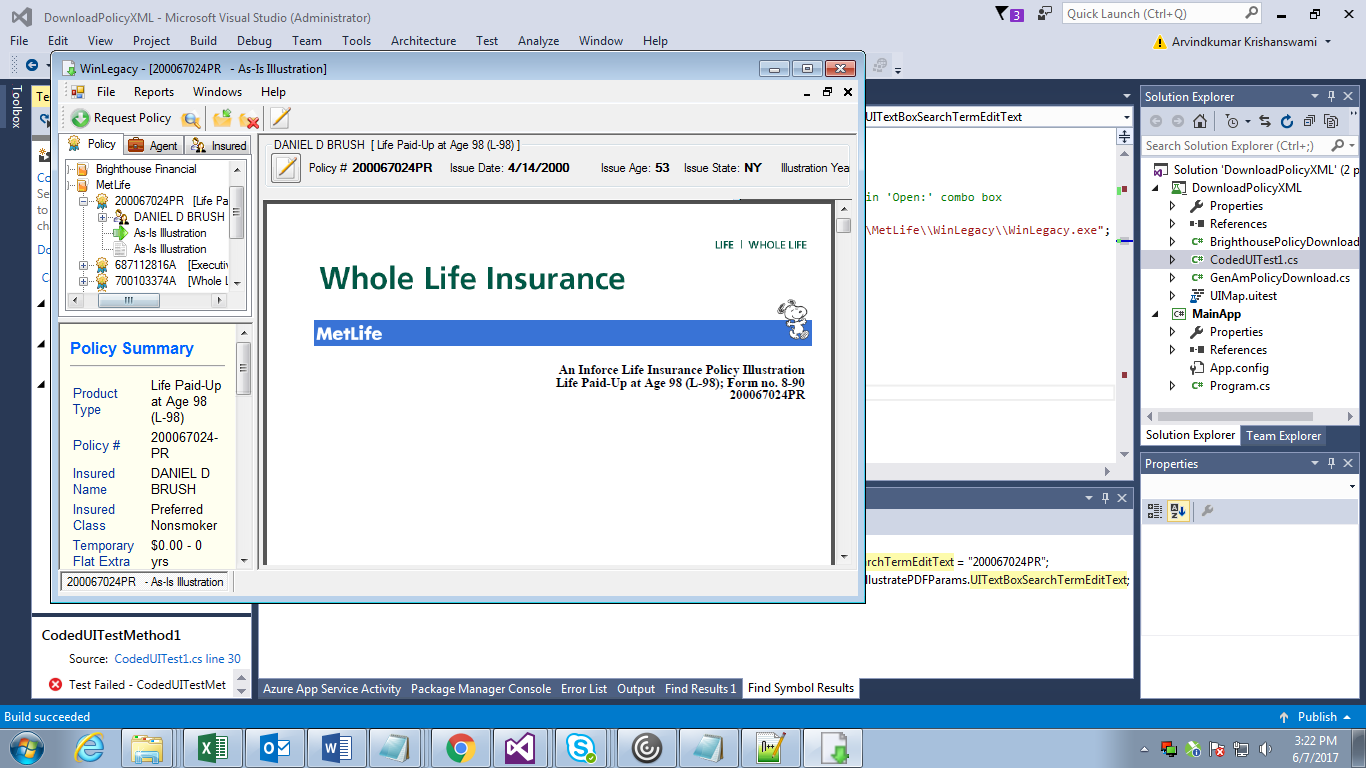 DownloadPolicyXML - Microsoft Visual Studio (Administrator)
3
Quick Launch (Ctrl+Q)
File Edit View Project Build Debug Team Tools Architecture Test Analyze Window Help
Arvindkumar Krishanswami
Toolbox
WinLegacy - [200067024PR - As-Is Illustration]
File Reports Windows Help
Request Policy
Policy Agent Insured
Brighthouse Financial
MetLife
200067024PR [Life Pa
DANIEL D BRUSH
As-Is Illustration
As-Is Illustration
687112816A [Executiv
700103374A [Whole L
DANIEL D BRUSH [ Life Paid-Up at Age 98 (L-98) ]
Policy # 200067024PR Issue Date: 4/14/2000 Issue Age: 53 Issue State: NY Illustration Yea
LIFE | WHOLE LIFE
Whole Life Insurance
MetLife
An Inforce Life Insurance Policy Illustration
Life Paid-Up at Age 98 (L-98); Form no. 8-90
200067024PR
Policy Summary
Product Type Life Paid-Up at Age 98 (L-98)
Policy # 200067024-PR
Insured Name DANIEL D BRUSH
Insured Class Preferred Nonsmoker
Temporary Flat Extra $0.00 - 0 yrs
200067024PR - As-Is Illustration
UITextBoxSearchTermEditText
in 'Open:' combo box
\MetLife\\WinLegacy\\WinLegacy.exe";
rchTermEditText = "200067024PR";
llustratePDFParams.UITextBoxSearchTermEditText;
Solution Explorer
Search Solution Explorer (Ctrl+;)
Solution 'DownloadPolicyXML' (2 p
DownloadPolicyXML
Properties
References
BrighthousePolicyDownload
CodedUITest1.cs
GenAmPolicyDownload.cs
UIMap.uitest
MainApp
Properties
References
App.config
Program.cs
Solution Explorer Team Explorer
Properties
CodedUITestMethod1
Source: CodedUITest1.cs line 30
Test Failed - CodedUITestMet
Azure App Service Activity Package Manager Console Error List Output Find Results 1 Find Symbol Results
Build succeeded
Publish
3:22 PM
6/7/2017